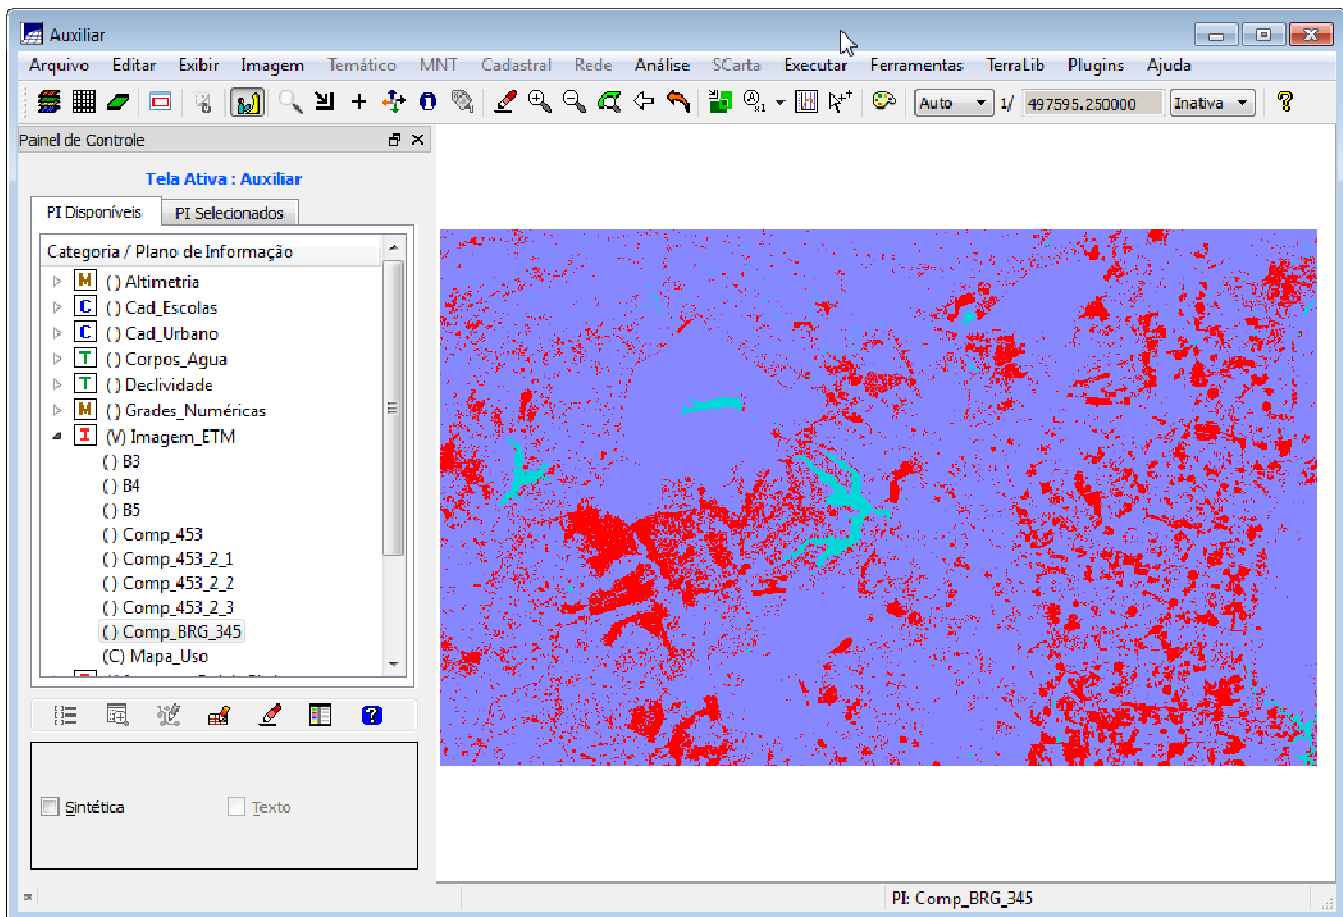 Auxiliar
Arquivo Editar Exibir Imagem Temático MNT Cadastral Rede Análise SCarta Executar Ferramentas TerraLib Plugins Ajuda
Auto 1/ 497595.250000 Inativa
Painel de Controle
Tela Ativa : Auxiliar
PI Disponíveis PI Selecionados
Categoria / Plano de Informação
M ( ) Altimetria
C ( ) Cad_Escolas
C ( ) Cad_Urbano
T ( ) Corpos_Agua
T ( ) Declividade
M ( ) Grades_Numéricas
I (V) Imagem_ETM
( ) B3
( ) B4
( ) B5
( ) Comp_453
( ) Comp_453_2_1
( ) Comp_453_2_2
( ) Comp_453_2_3
( ) Comp_BRG_345
(C) Mapa_Uso
Sintética Texto
PI: Comp_BRG_345